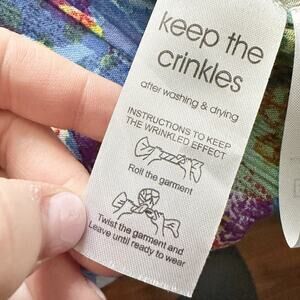 keep the
crinkles
after washing & drying
INSTRUCTIONS TO KEEP
THE WRINKLED EFFECT
Roll the garment
Twist the garment and
Leave until ready to wear